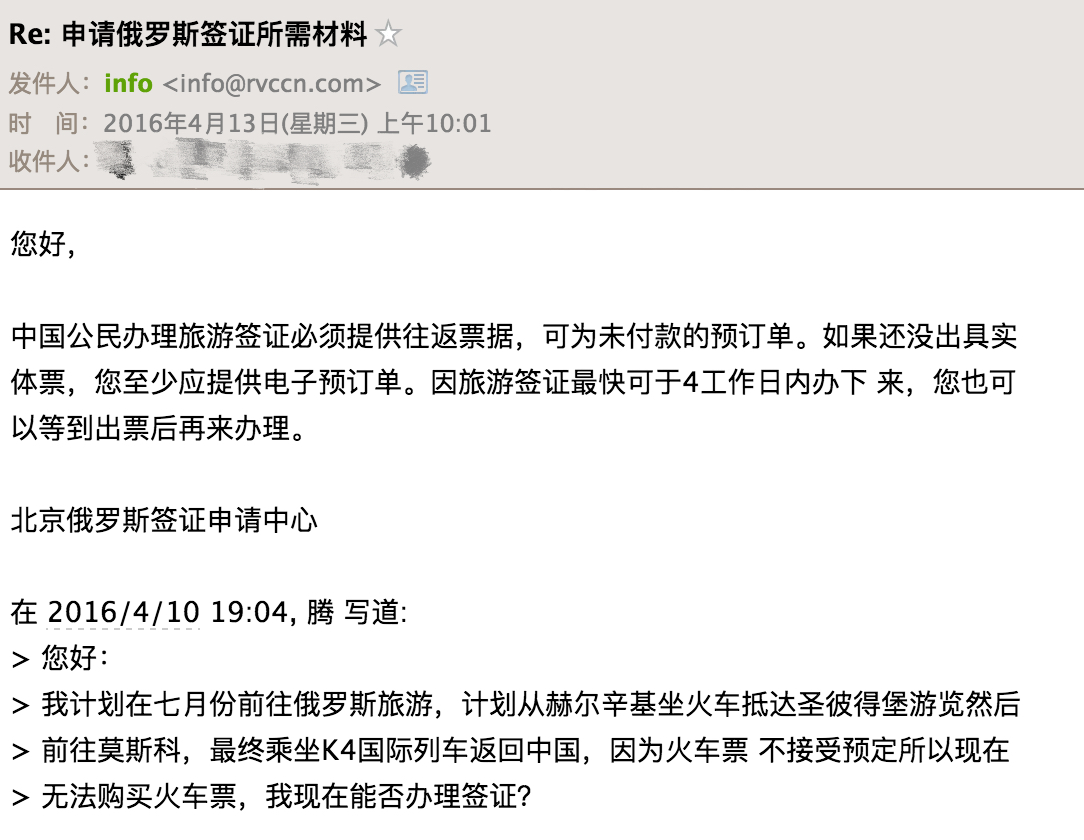 Re: 申请俄罗斯签证所需材料
发件人： info <info@rvccn.com>
时 间： 2016年4月13日(星期三) 上午10:01
收件人：
您好,
中国公民办理旅游签证必须提供往返票据，可为未付款的预订单。如果还没出具实
体票，您至少应提供电子预订单。因旅游签证最快可于4工作日内办下 来，您也可
以等到出票后再来办理。
北京俄罗斯签证申请中心
在 2016/4/10 19:04, 腾 写道:
> 您好：
> 我计划在七月份前往俄罗斯旅游，计划从赫尔辛基坐火车抵达圣彼得堡游览然后
> 前往莫斯科，最终乘坐K4国际列车返回中国，因为火车票 不接受预定所以现在
> 无法购买火车票，我现在能否办理签证？